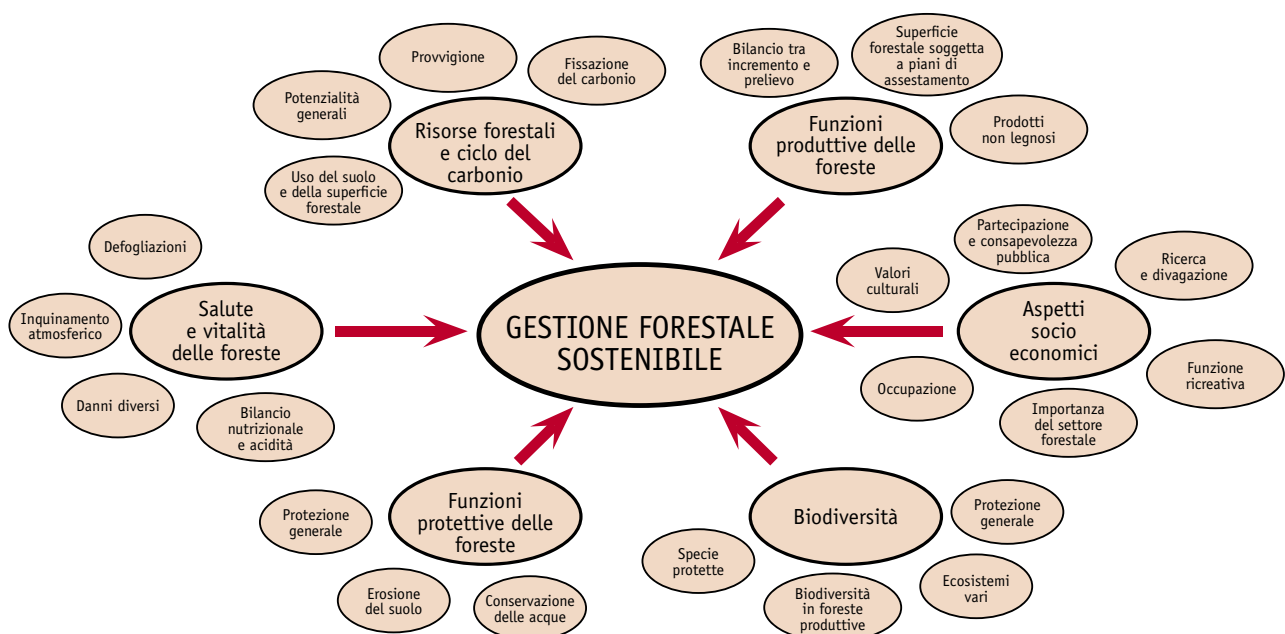 Provvigione
Fissazione
del carbonio
Potenzialità
generali
Risorse forestali
e ciclo del
carbonio
Uso del suolo
e della superficie
forestale
Bilancio tra
incremento e
prelievo
Superficie
forestale soggetta
a piani di
assestamento
Funzioni
produttive delle
foreste
Prodotti
non legnosi
Defogliazioni
Inquinamento
atmosferico
Salute
e vitalità
delle foreste
Danni diversi
Bilancio
nutrizionale
e acidità
GESTIONE FORESTALE
SOSTENIBILE
Partecipazione
e consapevolezza
pubblica
Valori
culturali
Ricerca
e divagazione
Aspetti
socio
economici
Occupazione
Funzione
ricreativa
Importanza
del settore
forestale
Protezione
generale
Funzioni
protettive delle
foreste
Erosione
del suolo
Conservazione
delle acque
Biodiversità
Protezione
generale
Specie
protette
Biodiversità
in foreste
produttive
Ecosistemi
vari